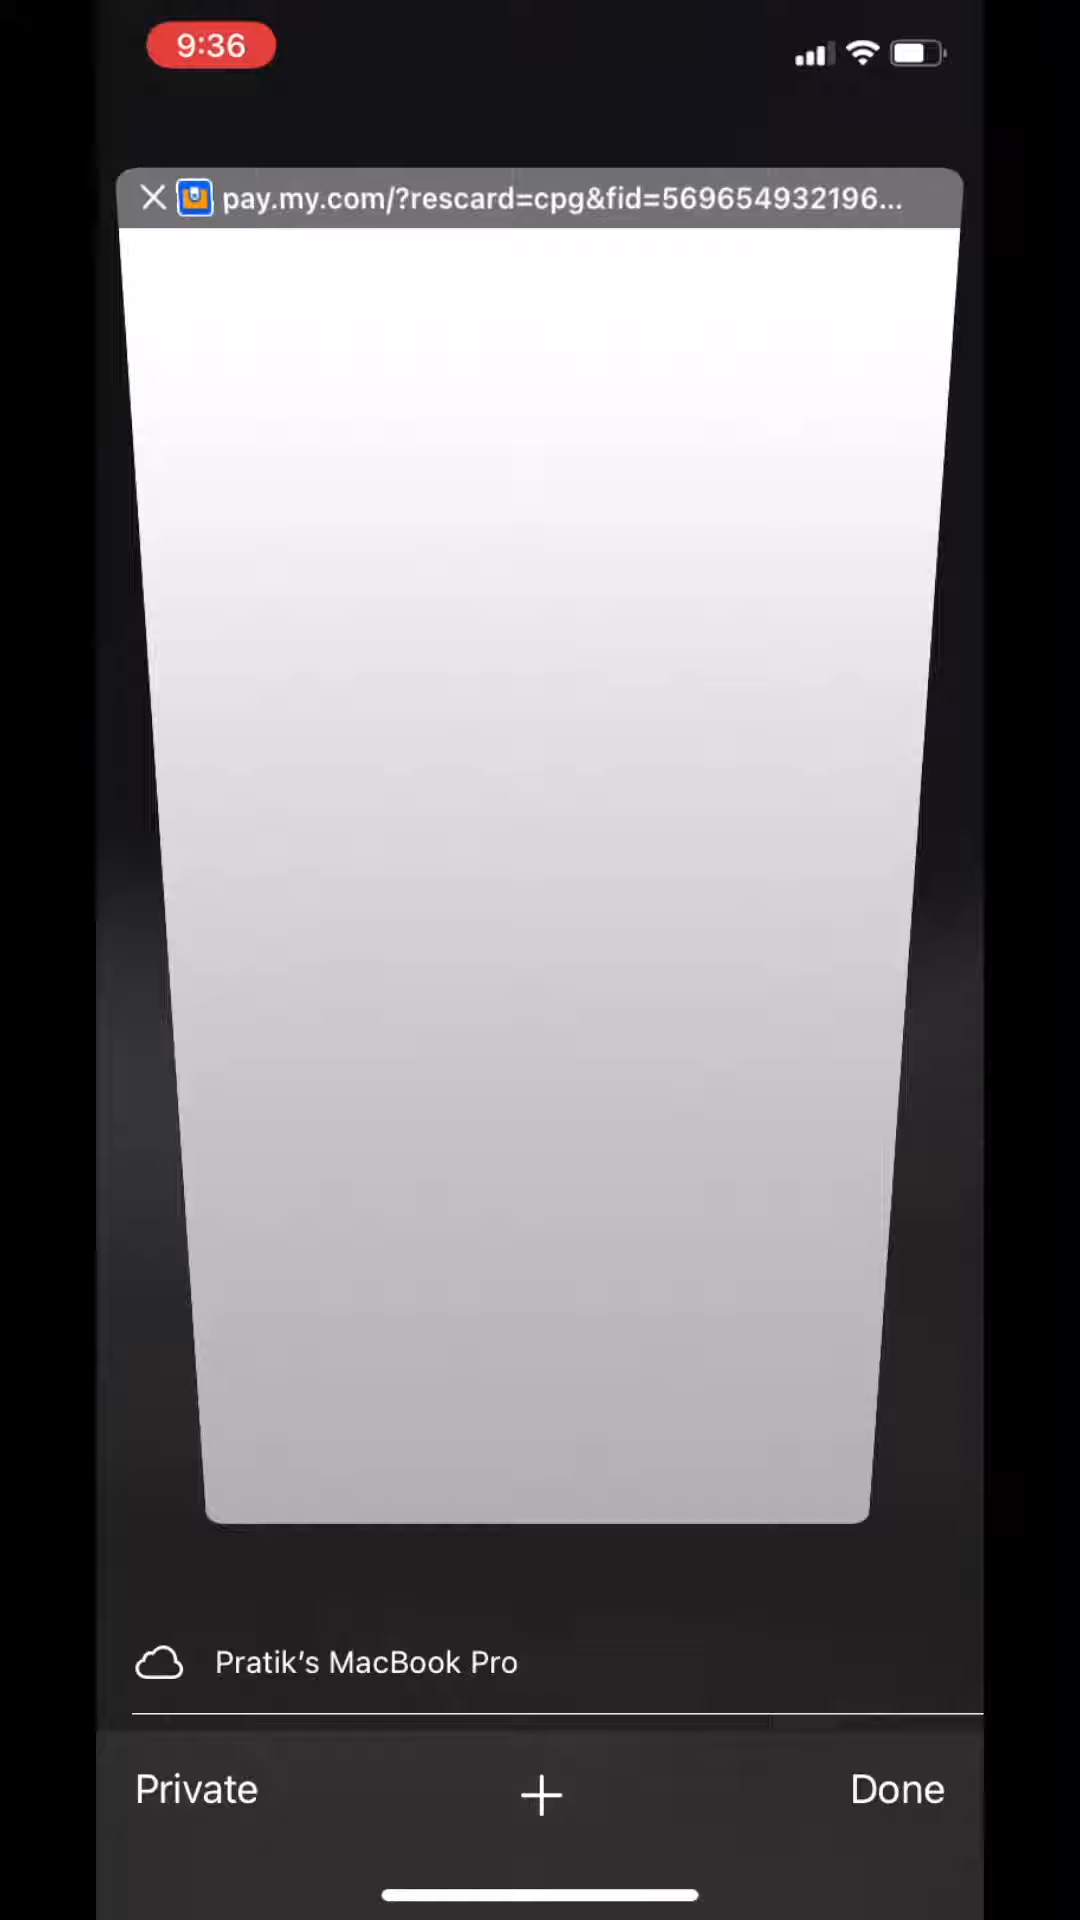 9:36
pay.my.com/?rescard=cpg&fid=569654932196...
Pratik’s MacBook Pro
Private
Done